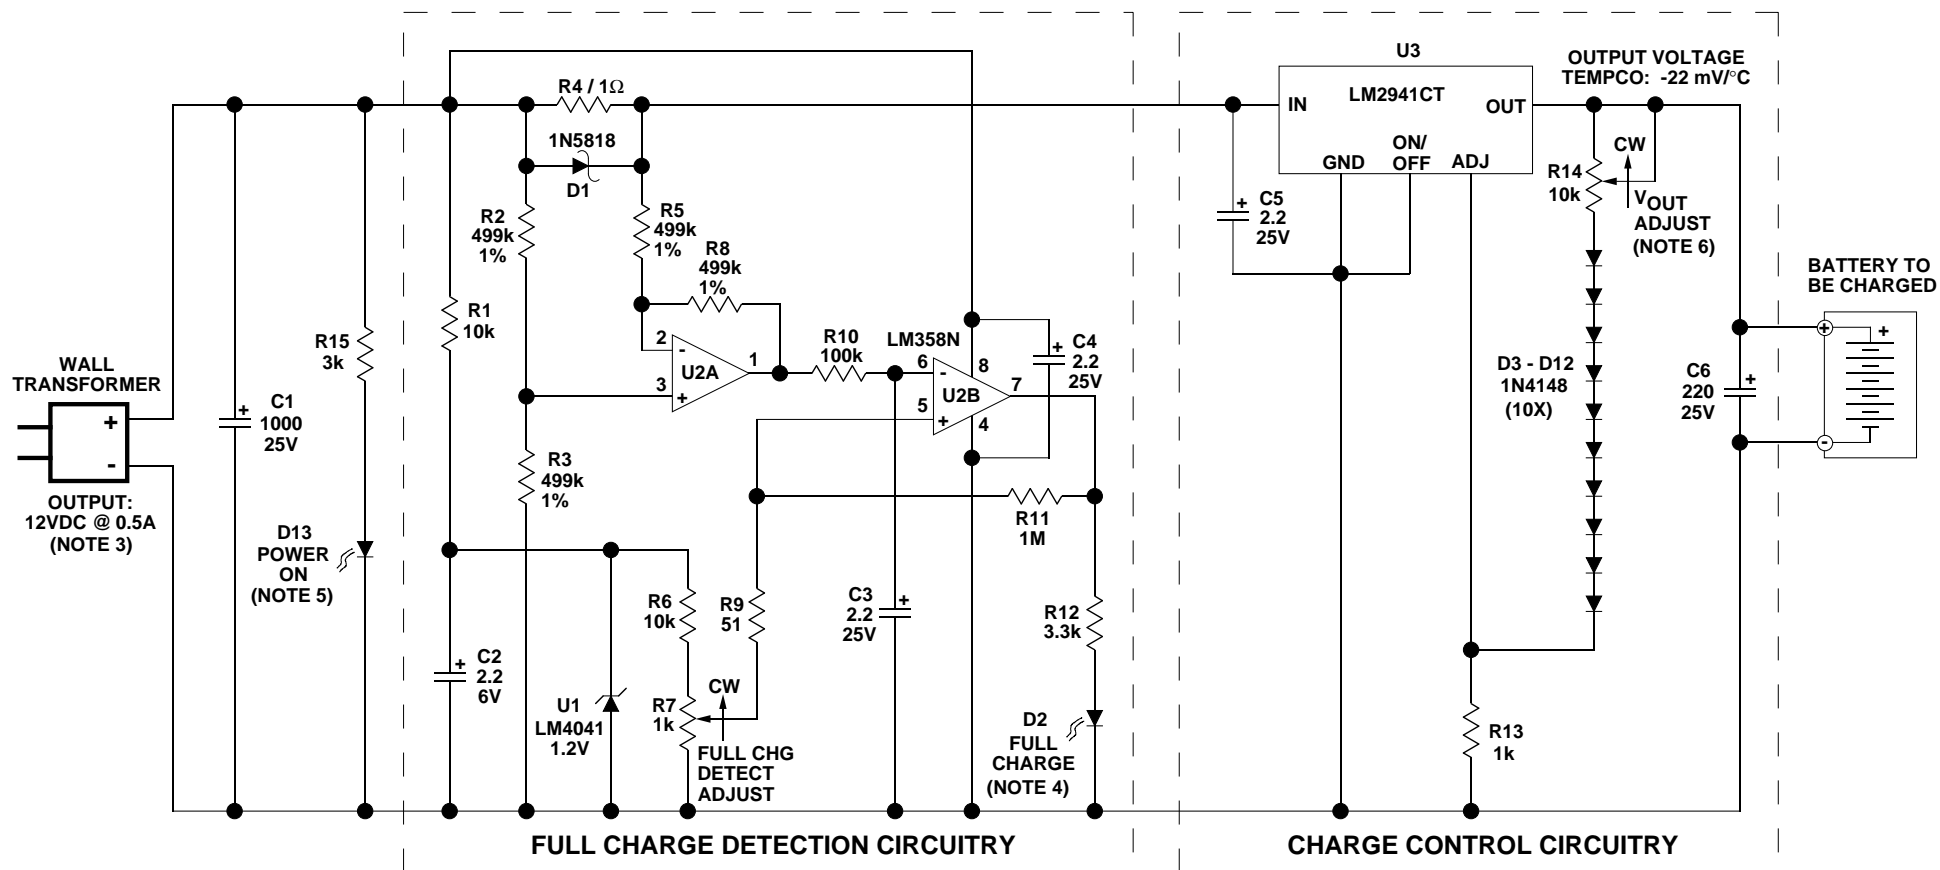 WALL
TRANSFORMER
+
-
OUTPUT:
12VDC @ 0.5A
(NOTE 3)
+
C1
1000
25V
R15
3k
D13
POWER
ON
(NOTE 5)
R1
10k
+
C2
2.2
6V
R4 / 1Ω
1N5818
D1
R2
499k
1%
R5
499k
1%
R8
499k
1%
2
-
3
+
U2A
1
R3
499k
1%
U1
LM4041
1.2V
R6
10k
R7
1k
CW
FULL CHG
DETECT
ADJUST
R9
51
R10
100k
LM358N
6
-
5
+
U2B
8
7
4
+
C4
2.2
25V
R11
1M
+
C3
2.2
25V
R12
3.3k
D2
FULL
CHARGE
(NOTE 4)
FULL CHARGE DETECTION CIRCUITRY
U3
LM2941CT
IN
OUT
GND
ON/
OFF
ADJ
+
C5
2.2
25V
OUTPUT VOLTAGE
TEMPCO: -22 mV/°C
CW
R14
10k
VOUT
ADJUST
(NOTE 6)
D3 - D12
1N4148
(10X)
R13
1k
+
C6
220
25V
BATTERY TO
BE CHARGED
+
+
-
CHARGE CONTROL CIRCUITRY